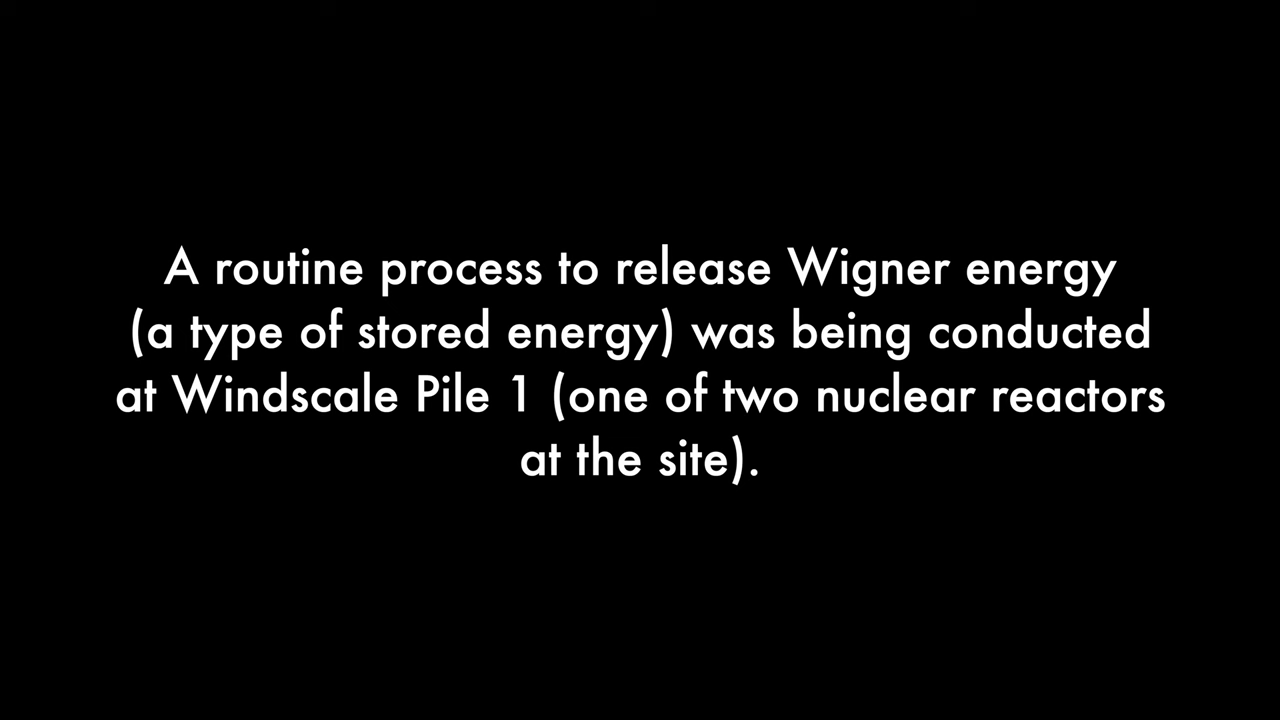 A routine process to release Wigner energy
(a type of stored energy) was being conducted
at Windscale Pile 1 (one of two nuclear reactors
at the site).